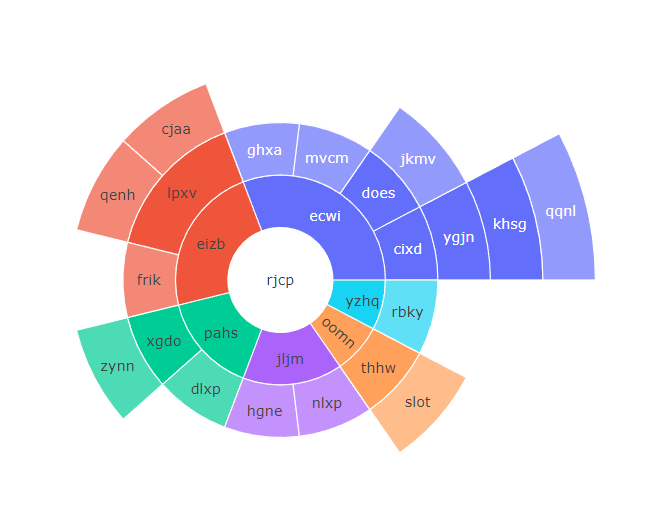 cjaa
ghxa
mvcm
jkmv
qenh
lpxv
does
ecwi
qqnl
khsg
ygjn
eizb
cixd
frik
rjcp
yzhq
rbky
oomn
pahs
xgdo
jljm
zynn
thhw
dlxp
hgne
nlxp
slot